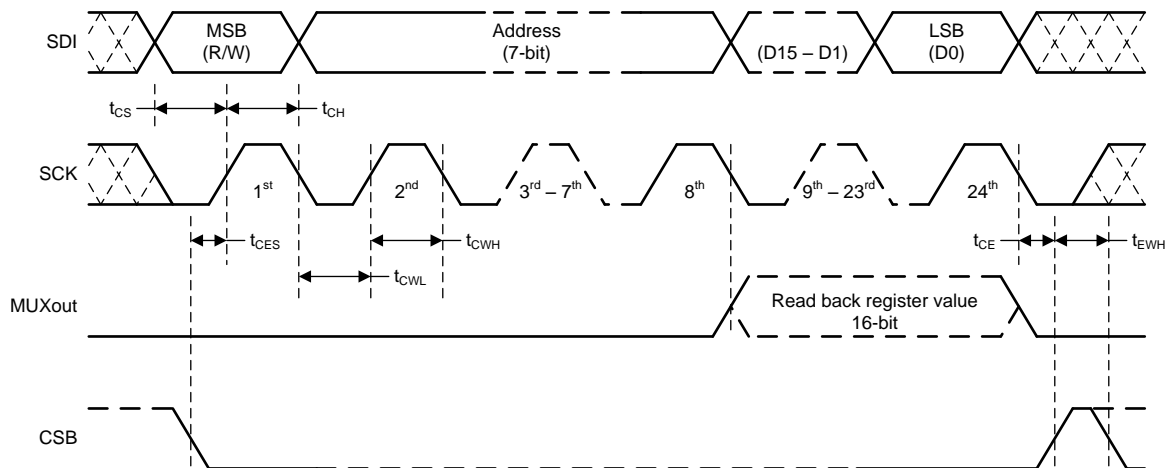 SDI
MSB
(R/W)
Address
(7-bit)
(D15 – D1)
LSB
(D0)
tCS
tCH
SCK
1st
2nd
3rd – 7th
8th
9th – 23rd
24th
tCES
tCWH
tCWL
tCE
tEWH
MUXout
Read back register value
16-bit
CSB